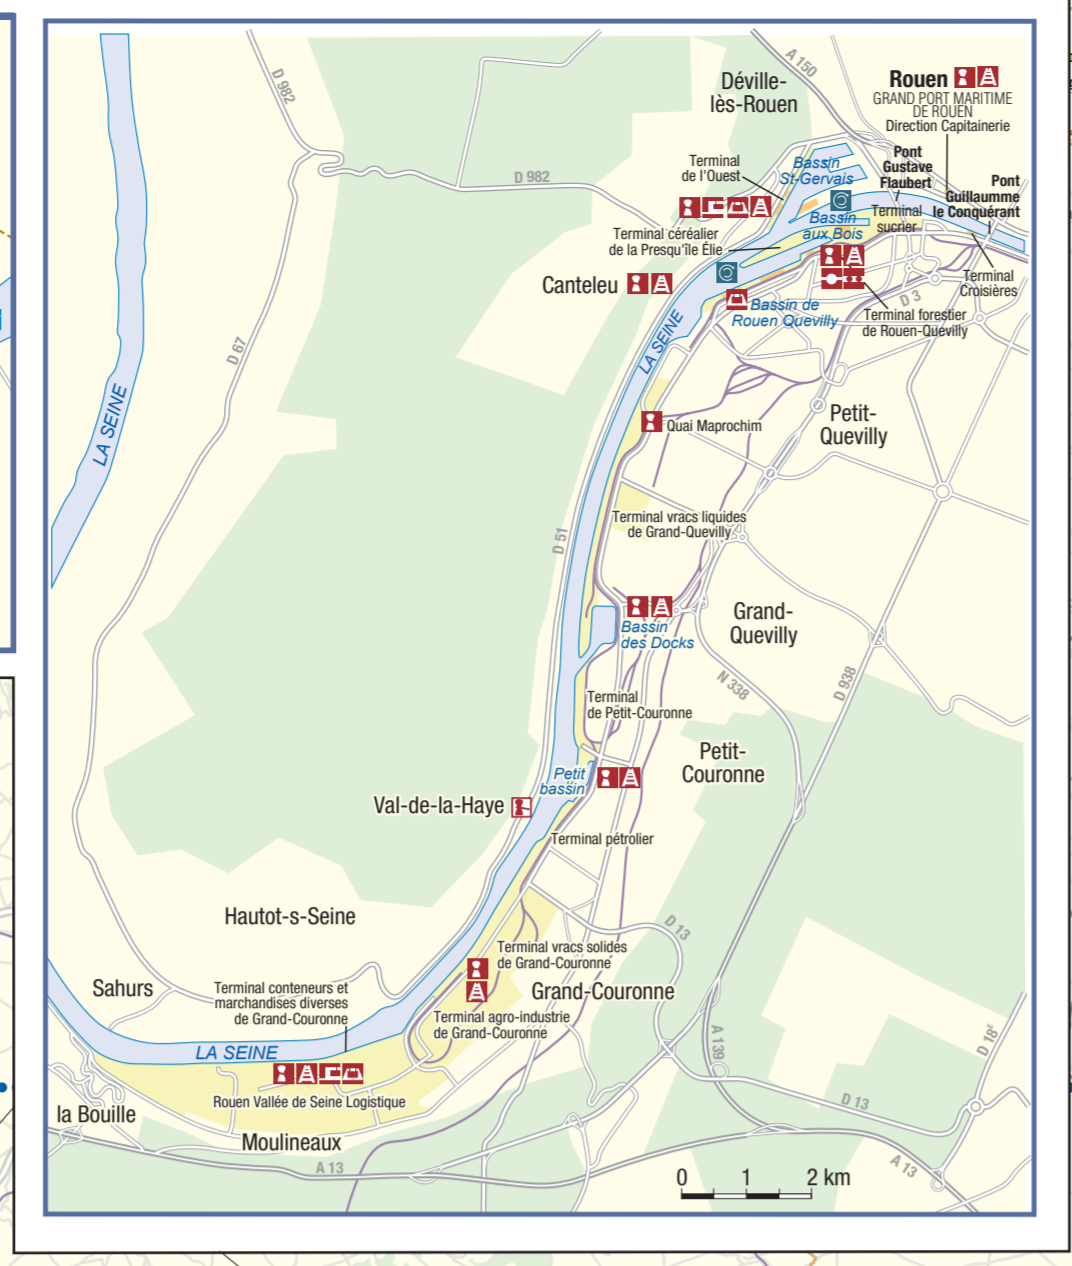 D 982
A 150
Déville-
lès-Rouen
Rouen
GRAND PORT MARITIME
DE ROUEN
Direction Capitainerie
Pont
Gustave
Flaubert
Pont
Guillaumme
le Conquérant
Terminal
de l'Ouest
Bassin
St-Gervais
D 982
Bassin
aux Bois
Terminal
sucrier
Terminal céréalier
de la Presqu'île Élie
Canteleu
Terminal
Croisières
D 3
Bassin de
Rouen Quevilly
Terminal forestier
de Rouen-Quevilly
LA SEINE
D 67
LA SEINE
Quai Maprochim
Petit-
Quevilly
Terminal vracs liquides
de Grand-Quevilly
D 51
Bassin
des Docks
Grand-
Quevilly
N 338
D 938
Terminal
de Petit-Couronne
Petit-
Couronne
Petit
bassin
Val-de-la-Haye
Terminal pétrolier
Hautot-s-Seine
D 13
Terminal vracs solides
de Grand-Couronne
Sahurs
Terminal conteneurs et
marchandises diverses
de Grand-Couronne
Grand-Couronne
Terminal agro-industrie
de Grand-Couronne
A 139
D 18E
LA SEINE
Rouen Vallée de Seine Logistique
la Bouille
D 13
Moulineaux
A 13
A 13
0 1 2 km